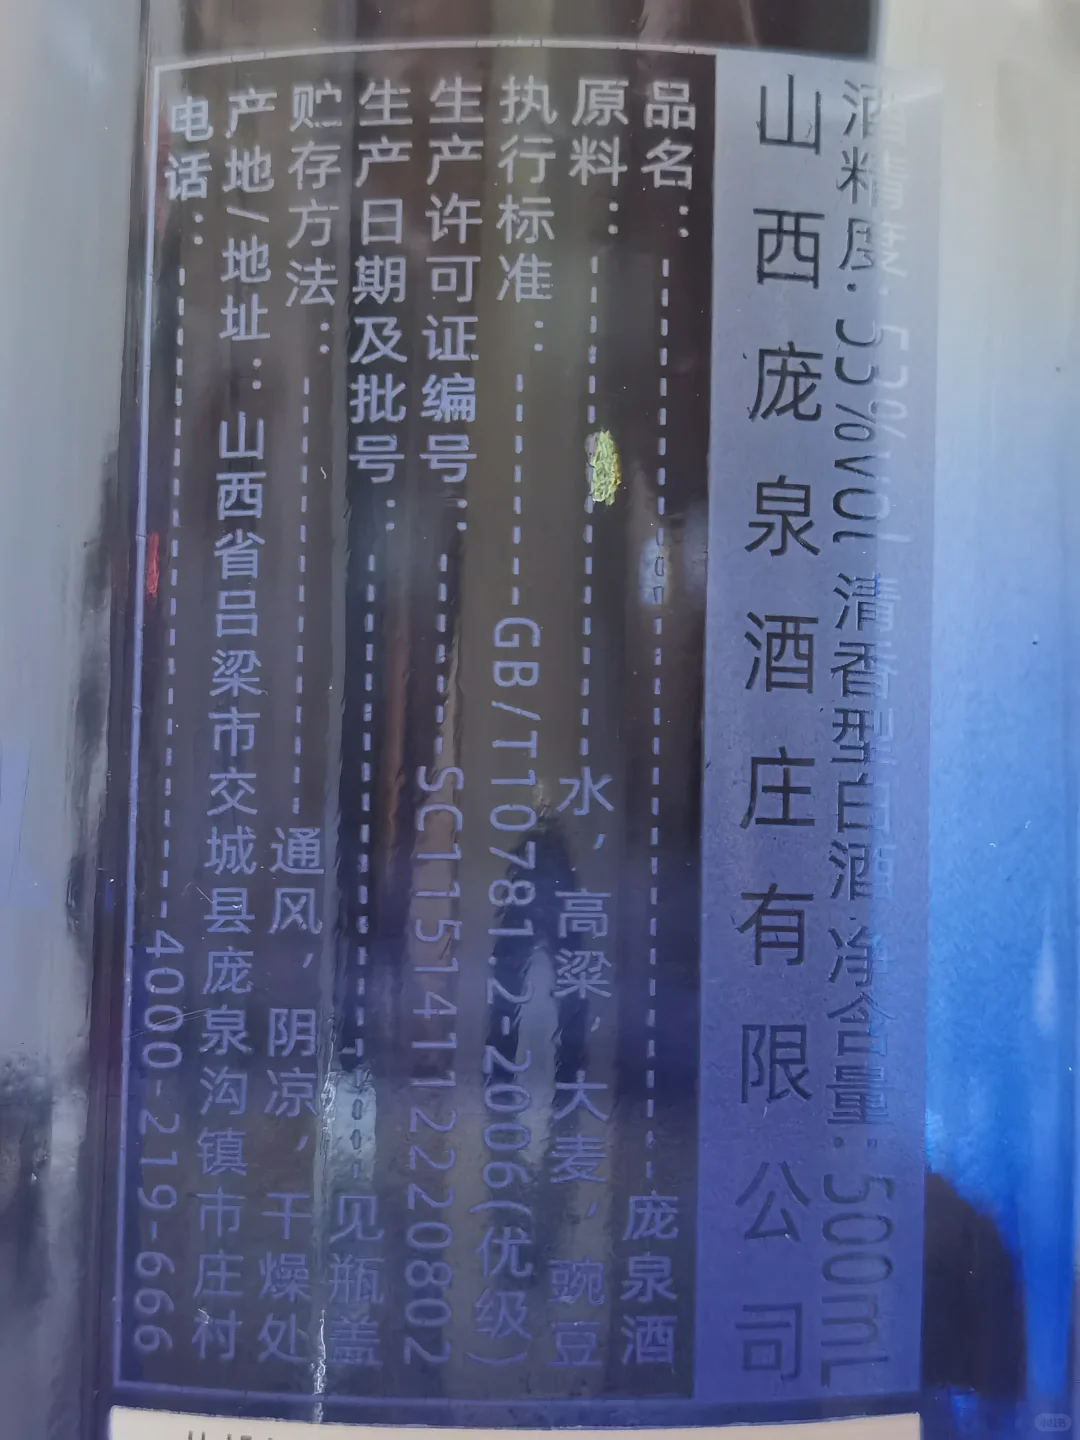 酒精度:53%vol 清香型白酒 净含量:500mL
山西庞泉酒庄有限公司
品名:庞泉酒
原料:水,高粱,大麦,豌豆
执行标准:GB/T10781.2-2006(优级)
生产许可证编号:SC11514112220802
生产日期及批号:见瓶盖
贮存方法:通风,阴凉,干燥处
产地/地址:山西省吕梁市交城县庞泉沟镇市庄村
电话:4000-219-666